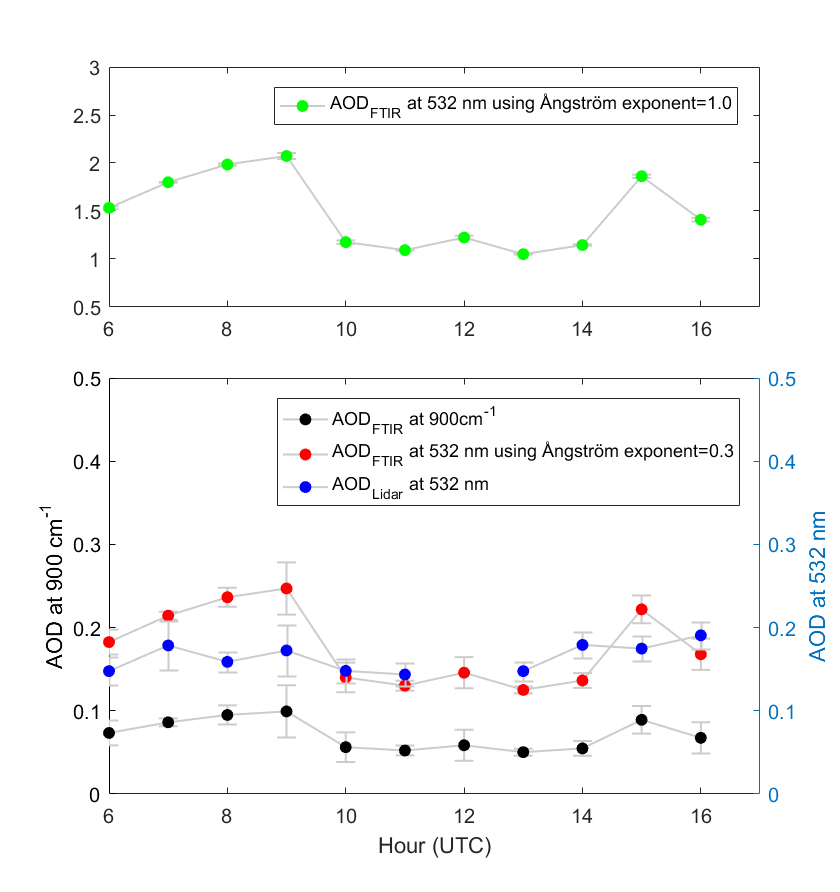 3
2.5
2
1.5
1
0.5
AOD_FTIR at 532 nm using Ångström exponent=1.0
6 8 10 12 14 16
0.5
0.4
0.3
0.2
0.1
0
AOD at 900 cm^-1
AOD_FTIR at 900cm^-1
AOD_FTIR at 532 nm using Ångström exponent=0.3
AOD_Lidar at 532 nm
0.5
0.4
0.3
0.2
0.1
0
AOD at 532 nm
6 8 10 12 14 16
Hour (UTC)